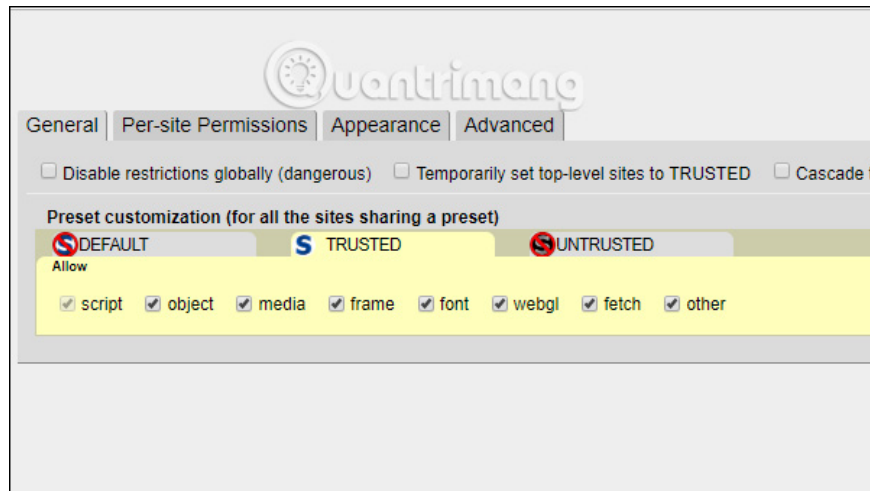 Quantrimang
General Per-site Permissions Appearance Advanced
Disable restrictions globally (dangerous) Temporarily set top-level sites to TRUSTED Cascade
Preset customization (for all the sites sharing a preset)
DEFAULT TRUSTED UNTRUSTED
Allow
script object media frame font webgl fetch other